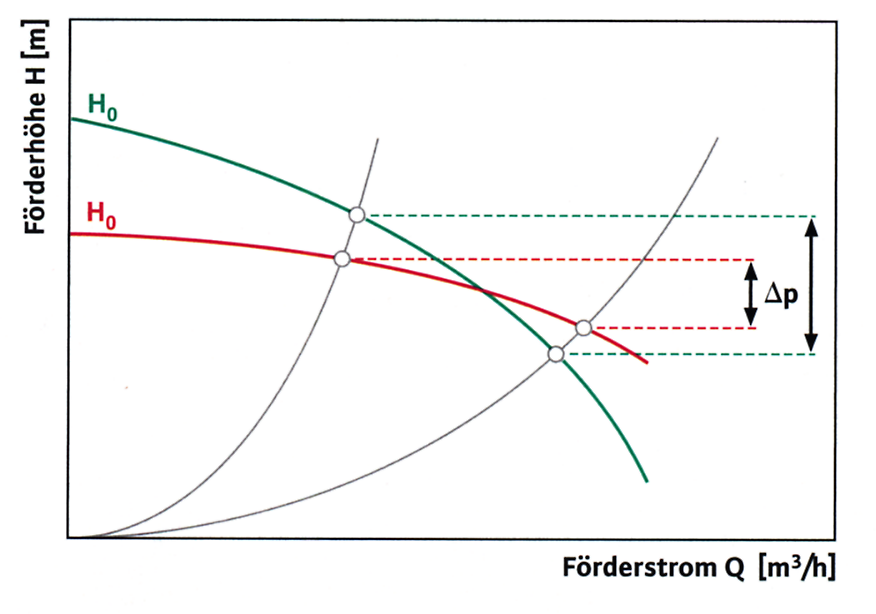 Förderhöhe H [m]
H₀
H₀
Δp
Förderstrom Q [m³/h]